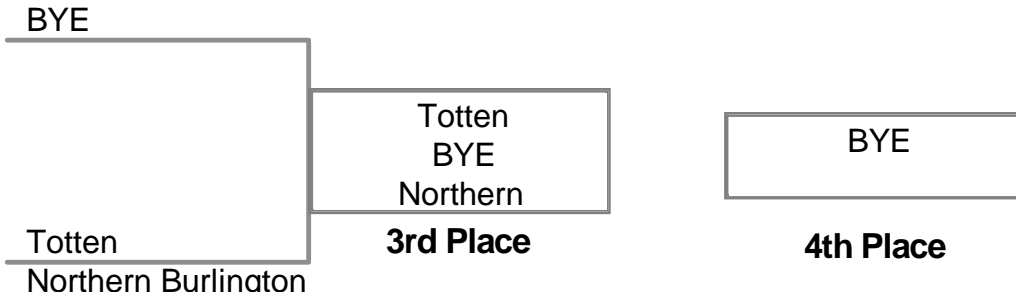 BYE
Totten
BYE
Northern
3rd Place
BYE
4th Place
Totten
Northern Burlington